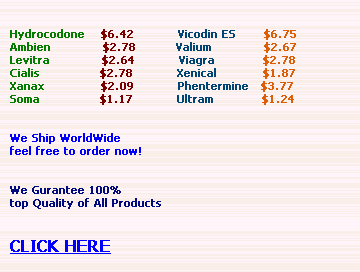 Hydrocodone $6.42 Vicodin ES $6.75
Ambien $2.78 Valium $2.67
Levitra $2.64 Viagra $2.78
Cialis $2.78 Xenical $1.87
Xanax $2.09 Phentermine $3.77
Soma $1.17 Ultram $1.24
We Ship WorldWide
feel free to order now!
We Gurantee 100%
top Quality of All Products
CLICK HERE